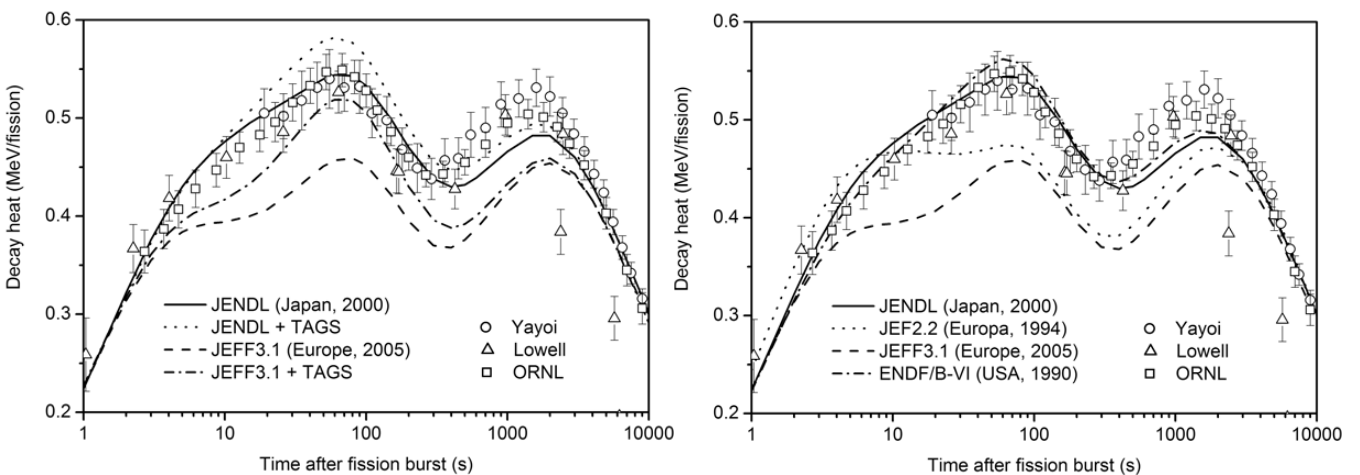 0.6
0.5
0.4
0.3
0.2
Decay heat (MeV/fission)
JENDL (Japan, 2000)
JENDL + TAGS
JEFF3.1 (Europe, 2005)
JEFF3.1 + TAGS
Yayoi
Lowell
ORNL
1
10
100
1000
10000
Time after fission burst (s)
0.6
0.5
0.4
0.3
0.2
Decay heat (MeV/fission)
JENDL (Japan, 2000)
JEF2.2 (Europa, 1994)
JEFF3.1 (Europe, 2005)
ENDF/B-VI (USA, 1990)
Yayoi
Lowell
ORNL
1
10
100
1000
10000
Time after fission burst (s)